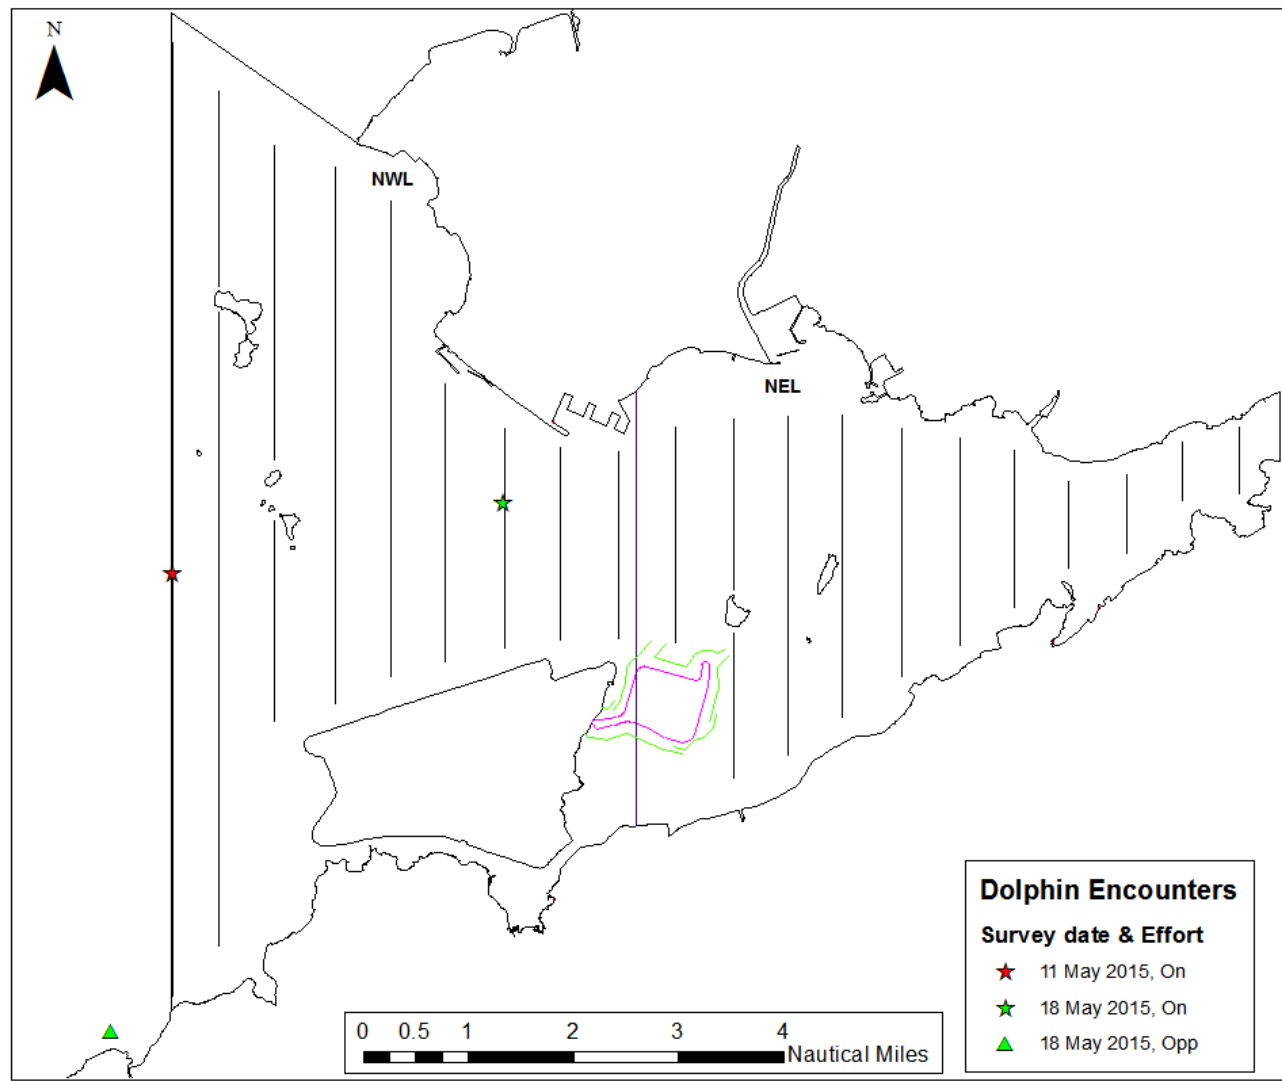 N
NWL
NEL
Dolphin Encounters
Survey date & Effort
11 May 2015, On
18 May 2015, On
18 May 2015, Opp
0 0.5 1 2 3 4
Nautical Miles